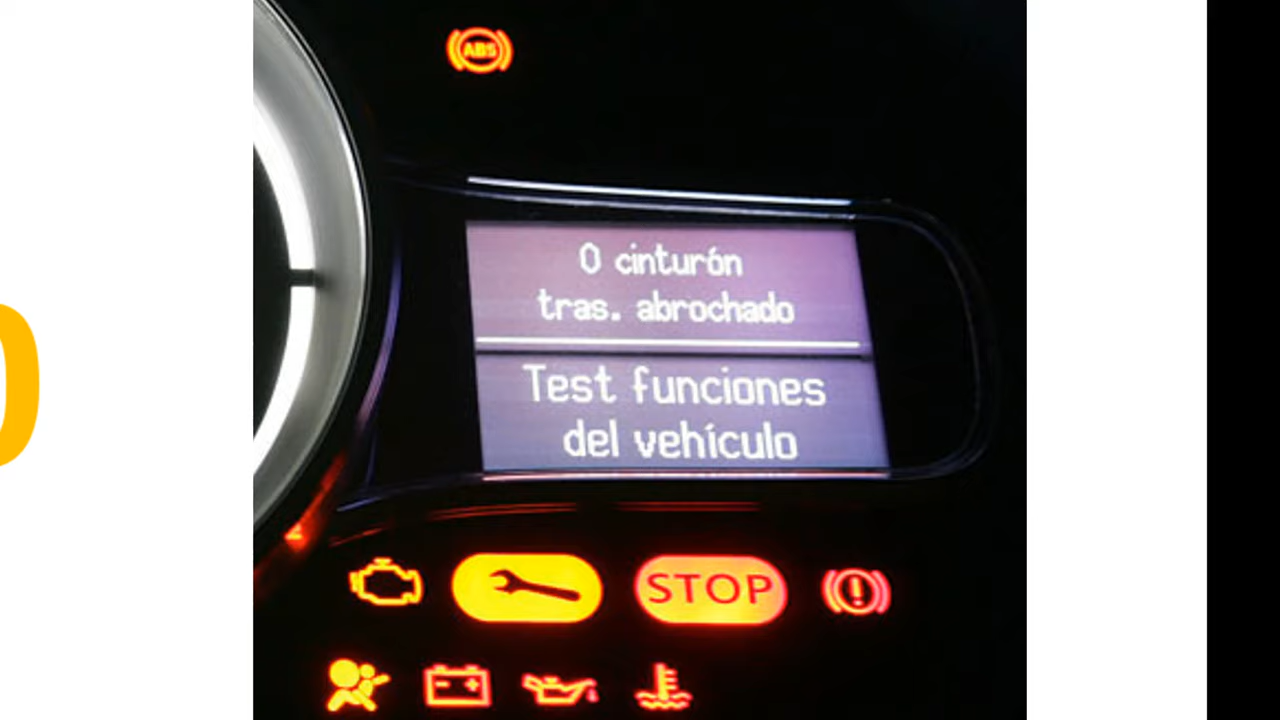 ABS
0 cinturón
tras. abrochado
Test funciones
del vehículo
STOP